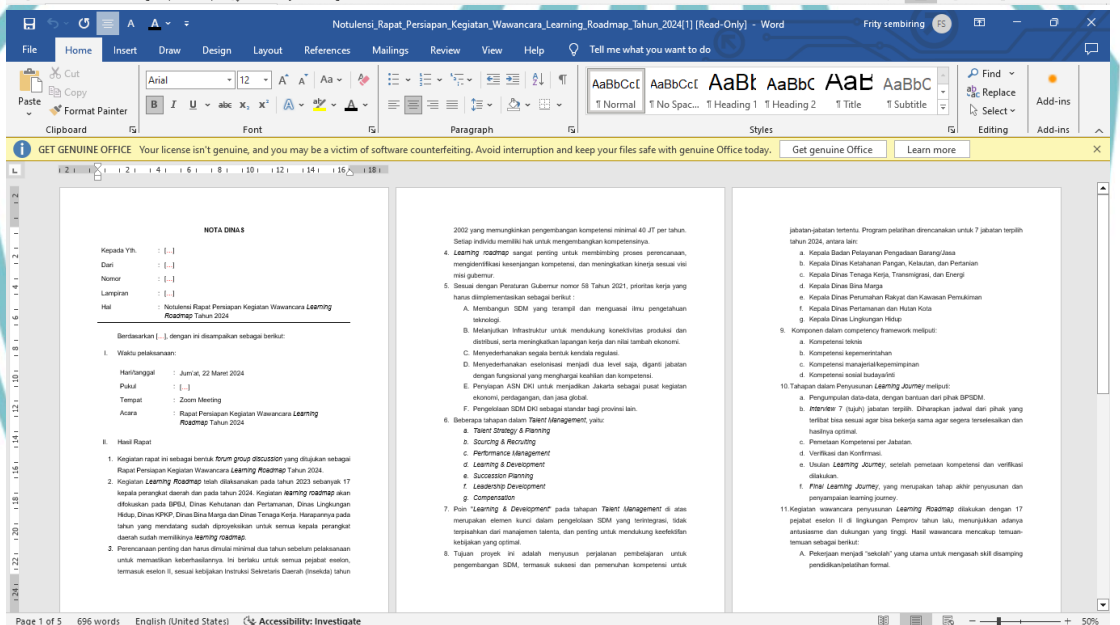 Notulensi_Rapat_Persiapan_Kegiatan_Wawancara_Learning_Roadmap_Tahun_2024[1] [Read-Only] - Word
Frity sembiring FS
File Home Insert Draw Design Layout References Mailings Review View Help Tell me what you want to do
Paste
Cut
Copy
Format Painter
Clipboard
Arial 12
Font
Paragraph
AaBbCcI AaBbCcI AaBb AaBbC AaB AaBbC
¶ Normal ¶ No Spac... ¶ Heading 1 ¶ Heading 2 ¶ Title ¶ Subtitle
Styles
Find
Replace
Select
Editing
Add-ins
Add-ins
GET GENUINE OFFICE Your license isn't genuine, and you may be a victim of software counterfeiting. Avoid interruption and keep your files safe with genuine Office today. Get genuine Office Learn more
NOTA DINAS
Kepada Yth. : [...]
Dari : [...]
Nomor : [...]
Lampiran : [...]
Hal : Notulensi Rapat Persiapan Kegiatan Wawancara Learning
Roadmap Tahun 2024
Berdasarkan [...], dengan ini disampaikan sebagai berikut:
I. Waktu pelaksanaan:
Hari/tanggal : Jum'at, 22 Maret 2024
Pukul : [...]
Tempat : Zoom Meeting
Acara : Rapat Persiapan Kegiatan Wawancara Learning
Roadmap Tahun 2024
II. Hasil Rapat
1. Kegiatan rapat ini bisa bentuk forum group discussion yang ditujukan sebagai
Rapat Persiapan Kegiatan Wawancara Learning Roadmap Tahun 2024.
2. Kegiatan Learning Roadmap telah dilaksanakan pada tahun 2023 sebanyak 17
kepala perangkat daerah dan pada tahun 2024. Kegiatan learning roadmap akan
difokuskan pada BPBJ, Dinas Kehutanan dan Pertamanan, Dinas Lingkungan
Hidup, Dinas KPKP, Dinas Bina Marga dan Dinas Tenaga Kerja. Harapannya pada
tahun yang mendatang sudah diproyeksikan untuk semua kepala perangkat
daerah sudah memilikinya learning roadmap.
3. Perencanaan penting dan harus dimulai minimal dua tahun sebelum pelaksanaan
untuk memastikan keberhasilannya. Ini berlaku untuk semua pejabat eselon,
termasuk eselon II, sesuai kebijakan Instruksi Sekretaris Daerah (Insekda) tahun
2002 yang memungkinkan pengembangan kompetensi minimal 40 JT per tahun.
Setiap individu memiliki hak untuk mengembangkan kompetensinya.
4. Learning roadmap sangat penting untuk membimbing proses perencanaan,
mengidentifikasi kesenjangan kompetensi, dan meningkatkan kinerja sesuai visi
misi gubernur.
5. Sesuai dengan Peraturan Gubernur nomor 58 Tahun 2021, prioritas kerja yang
harus diimplementasikan sebagai berikut :
A. Membangun SDM yang terampil dan menguasai ilmu pengetahuan
teknologi.
B. Melanjutkan Infrastruktur untuk mendukung konektivitas produksi dan
distribusi, serta meningkatkan lapangan kerja dan nilai tambah ekonomi.
C. Menyederhanakan segala bentuk kendala regulasi.
D. Menyederhanakan eselonisasi menjadi dua level saja, diganti jabatan
dengan fungsional yang menghargai keahlian dan kompetensi.
E. Penyiapan ASN DKI untuk menjadikan Jakarta sebagai pusat kegiatan
ekonomi, perdagangan, dan jasa global.
F. Pengelolaan SDM DKI sebagai standar bagi provinsi lain.
6. Beberapa tahapan dalam Talent Management, yaitu:
a. Talent Strategy & Planning
b. Sourcing & Recruiting
c. Performance Management
d. Learning & Development
e. Succession Planning
f. Leadership Development
g. Compensation
7. Poin "Learning & Development" pada tahapan Talent Management di atas
merupakan elemen kunci dalam pengelolaan SDM yang terintegrasi, tidak
terpisahkan dari manajemen talenta, dan penting untuk mendukung keefektifan
kebijakan yang optimal.
8. Tujuan proyek ini adalah menyusun perjalanan pembelajaran untuk
pengembangan SDM, termasuk suksesi dan pemenuhan kompetensi untuk
jabatan-jabatan tertentu. Program pelatihan direncanakan untuk 7 jabatan terpilih
tahun 2024, antara lain:
a. Kepala Badan Pelayanan Pengadaan Barang/Jasa
b. Kepala Dinas Ketahanan Pangan, Kelautan, dan Pertanian
c. Kepala Dinas Tenaga Kerja, Transmigrasi, dan Energi
d. Kepala Dinas Bina Marga
e. Kepala Dinas Perumahan Rakyat dan Kawasan Pemukiman
f. Kepala Dinas Pertamanan dan Hutan Kota
g. Kepala Dinas Lingkungan Hidup
9. Komponen dalam competency framework meliputi:
a. Kompetensi teknis
b. Kompetensi kepemerintahan
c. Kompetensi manajerial/kepemimpinan
d. Kompetensi sosial budaya/inti
10. Tahapan dalam Penyusunan Learning Journey meliputi:
a. Pengumpulan data-data, dengan bantuan dari pihak BPSDM.
b. Interview 7 (tujuh) jabatan terpilih. Diharapkan jadwal dari pihak yang
terlibat bisa sesuai agar bisa bekerja sama agar segera terselesaikan dan
hasilnya optimal.
c. Pemetaan Kompetensi per Jabatan.
d. Verifikasi dan Konfirmasi.
e. Usulan Learning Journey, setelah pemetaan kompetensi dan verifikasi
dilakukan.
f. Final Learning Journey, yang merupakan tahap akhir penyusunan dan
penyampaian learning journey.
11. Kegiatan wawancara penyusunan Learning Roadmap dilakukan dengan 17
pejabat eselon II di lingkungan Pemprov tahun lalu, menunjukkan adanya
antusiasme dan dukungan yang tinggi. Hasil wawancara mencakup temuan-
temuan sebagai berikut:
A. Pekerjaan menjadi "sekolah" yang utama untuk mengasah skill disamping
pendidikan/pelatihan formal.
Page 1 of 5 696 words English (United States) Accessibility: Investigate 50%